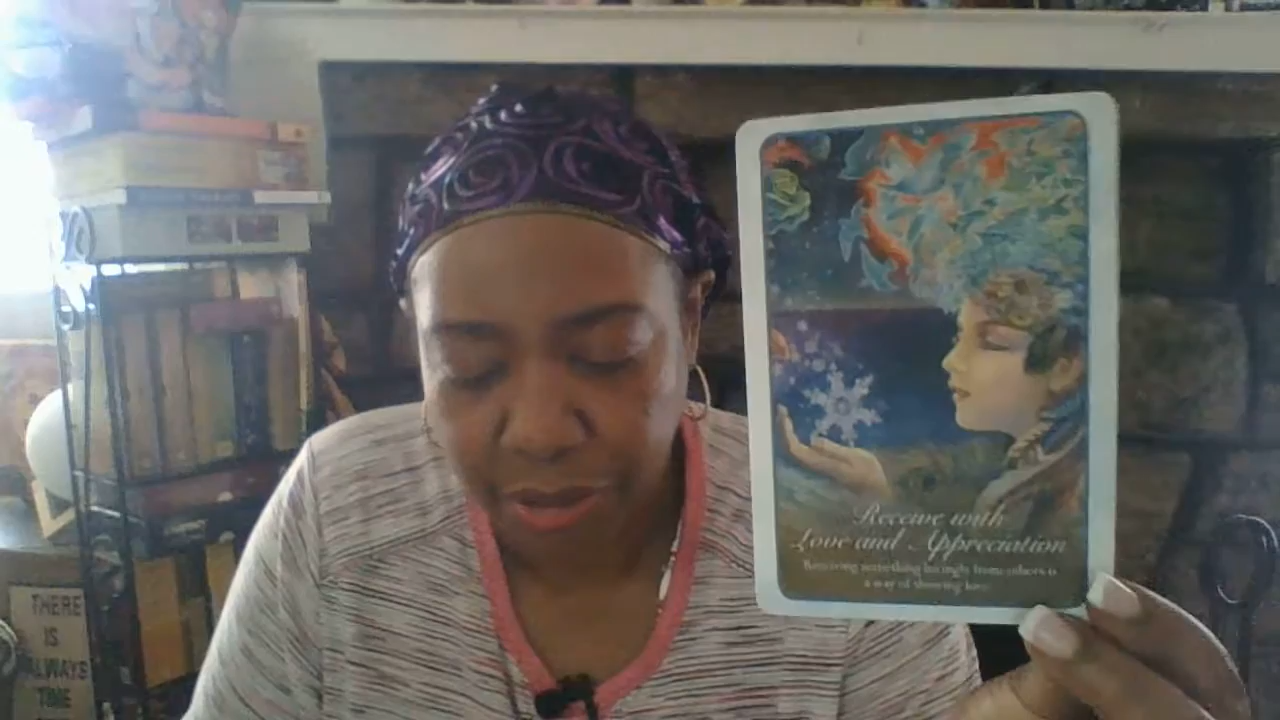 Receive with
Love and Appreciation
Receiving something lovingly from others is
a way of showing love
THERE
IS
ALWAYS
TIME